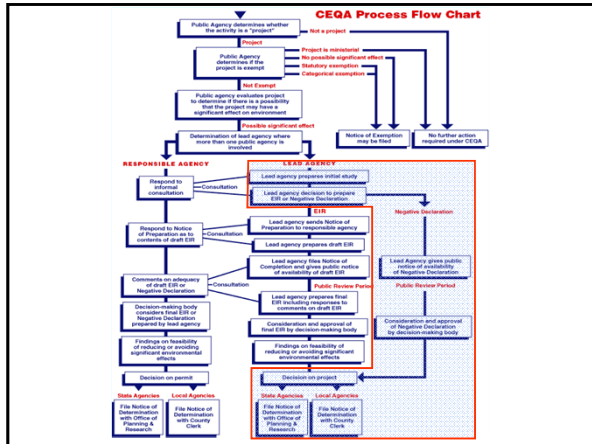 CEQA Process Flow Chart
Public Agency determines whether
the activity is a "project"
Not a project
Project
Public Agency
determines if the
project is exempt
Project is ministerial
No possible significant effect
Statutory exemption
Categorical exemption
Not Exempt
Public agency evaluates project
to determine if there is a possibility
that the project may have a
significant effect on environment
Possible significant effect
Notice of Exemption
may be filed
No further action
required under CEQA
Determination of lead agency where
more than one public agency is
involved
RESPONSIBLE AGENCY
LEAD AGENCY
Respond to
informal
consultation
Consultation
Lead agency prepares initial study
Lead agency decision to prepare
EIR or Negative Declaration
EIR
Negative Declaration
Respond to Notice
of Preparation as to
contents of draft EIR
Consultation
Lead agency sends Notice of
Preparation to responsible agency
Lead agency prepares draft EIR
Lead agency files Notice of
Completion and gives public notice
of availability of draft EIR
Lead Agency gives public
notice of availability
of Negative Declaration
Comments on adequacy
of draft EIR or
Negative Declaration
Consultation
Public Review Period
Public Review Period
Lead agency prepares final
EIR including responses to
comments on draft EIR
Decision-making body
considers final EIR or
Negative Declaration
prepared by lead agency
Consideration and approval of
final EIR by decision-making body
Consideration and approval
of Negative Declaration
by decision-making body
Findings on feasibility
of reducing or avoiding
significant environmental
effects
Findings on feasibility of
reducing or avoiding significant
environmental effects
Decision on permit
Decision on project
State Agencies
Local Agencies
State Agencies
Local Agencies
File Notice of
Determination
with Office of
Planning &
Research
File Notice of
Determination
with County
Clerk
File Notice of
Determination
with Office of
Planning &
Research
File Notice of
Determination
with County
Clerk